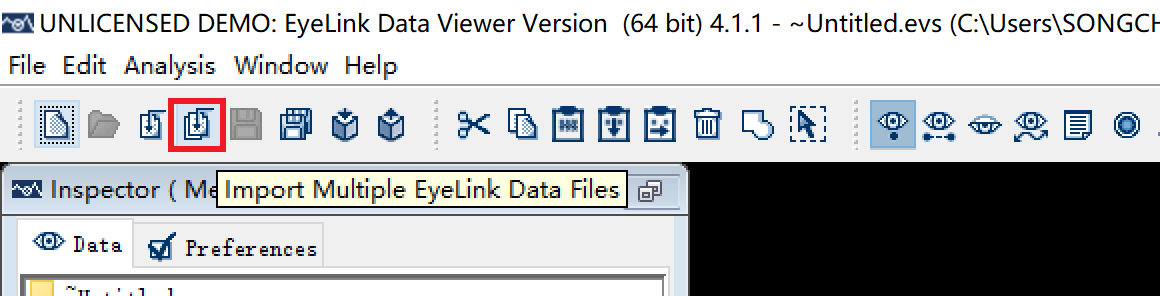 UNLICENSED DEMO: EyeLink Data Viewer Version (64 bit) 4.1.1 - ~Untitled.evs (C:\Users\SONGCH
File Edit Analysis Window Help
Inspector ( Me
Import Multiple EyeLink Data Files
Data Preferences
~Untitled